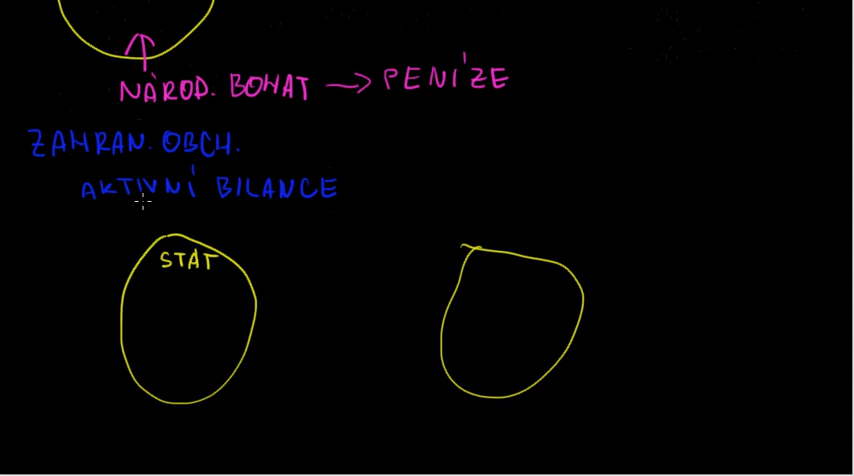 NÁROD. BOHAT → PENÍZE
ZAHRAN. OBCH.
AKTIVNÍ BILANCE
STÁT